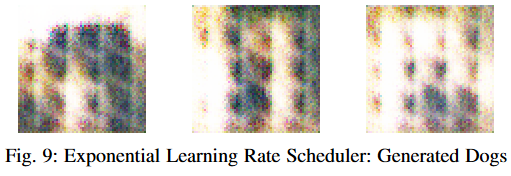 Fig. 9: Exponential Learning Rate Scheduler: Generated Dogs